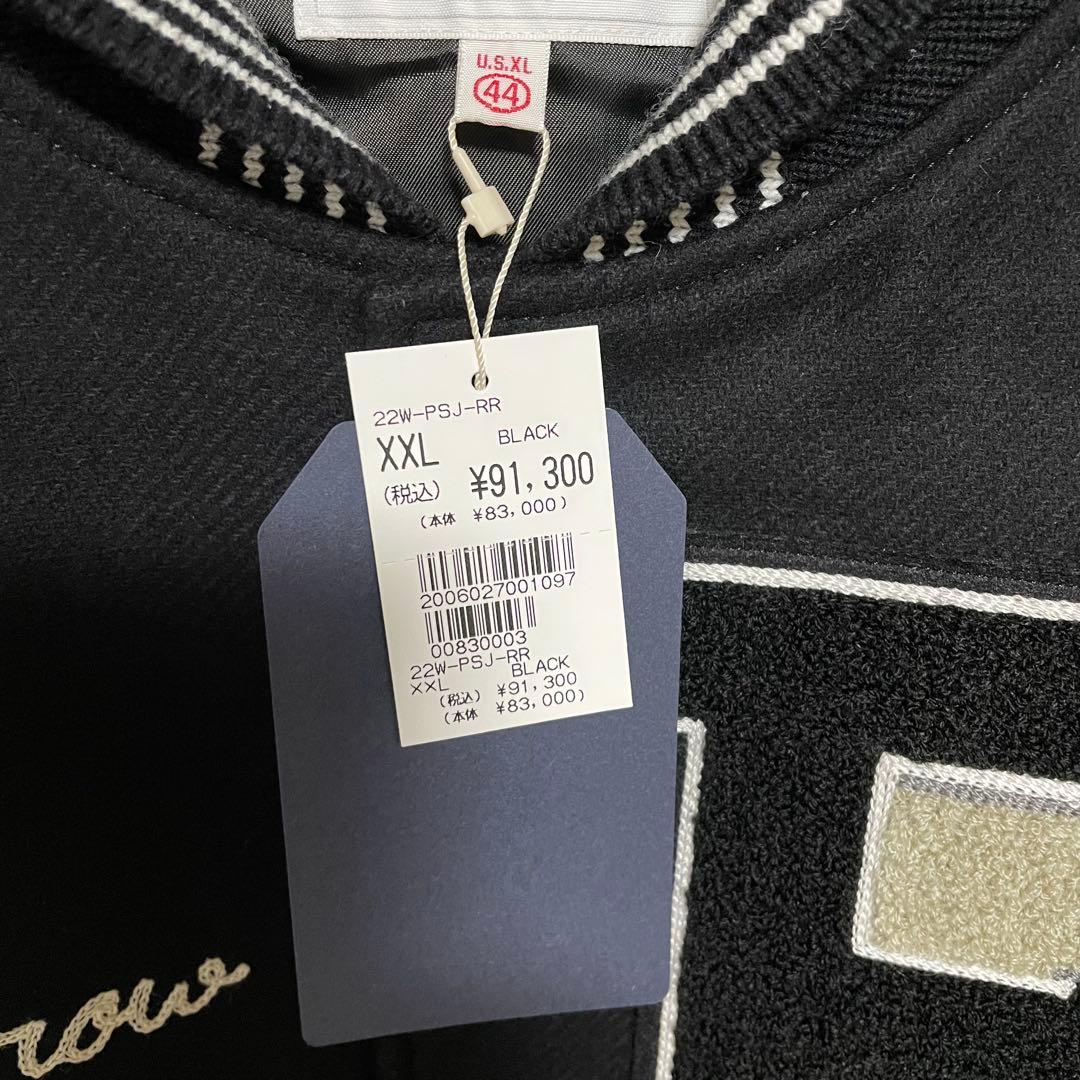 U.S.XL
44
22W-PSJ-RR
XXL BLACK
(税込) ¥91,300
(本体 ¥83,000)
2006027001097
00830003
22W-PSJ-RR
XXL BLACK
(税込) ¥91,300
(本体 ¥83,000)